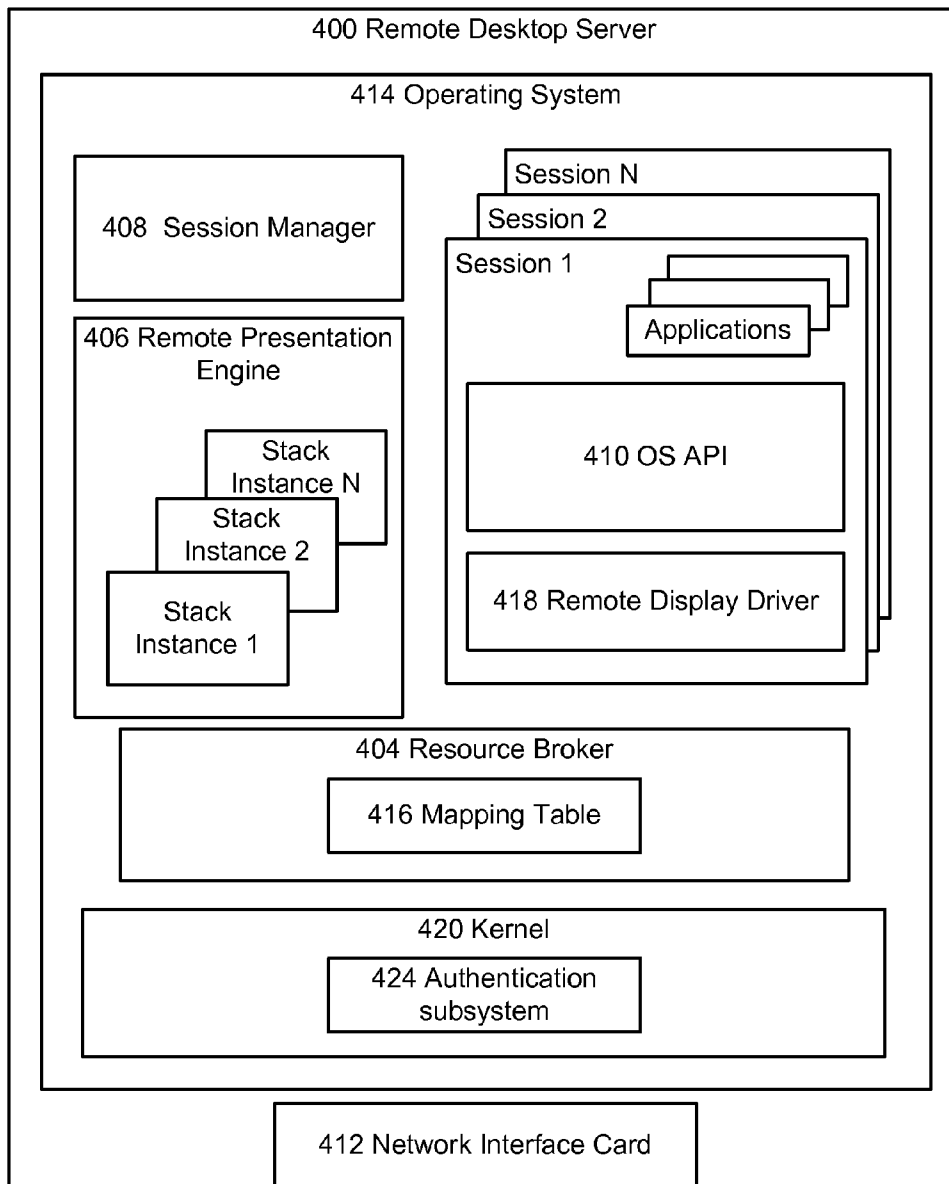 400 Remote Desktop Server
414 Operating System
408 Session Manager
406 Remote Presentation
Engine
Stack
Instance N
Stack
Instance 2
Stack
Instance 1
Session N
Session 2
Session 1
Applications
410 OS API
418 Remote Display Driver
404 Resource Broker
416 Mapping Table
420 Kernel
424 Authentication
subsystem
412 Network Interface Card